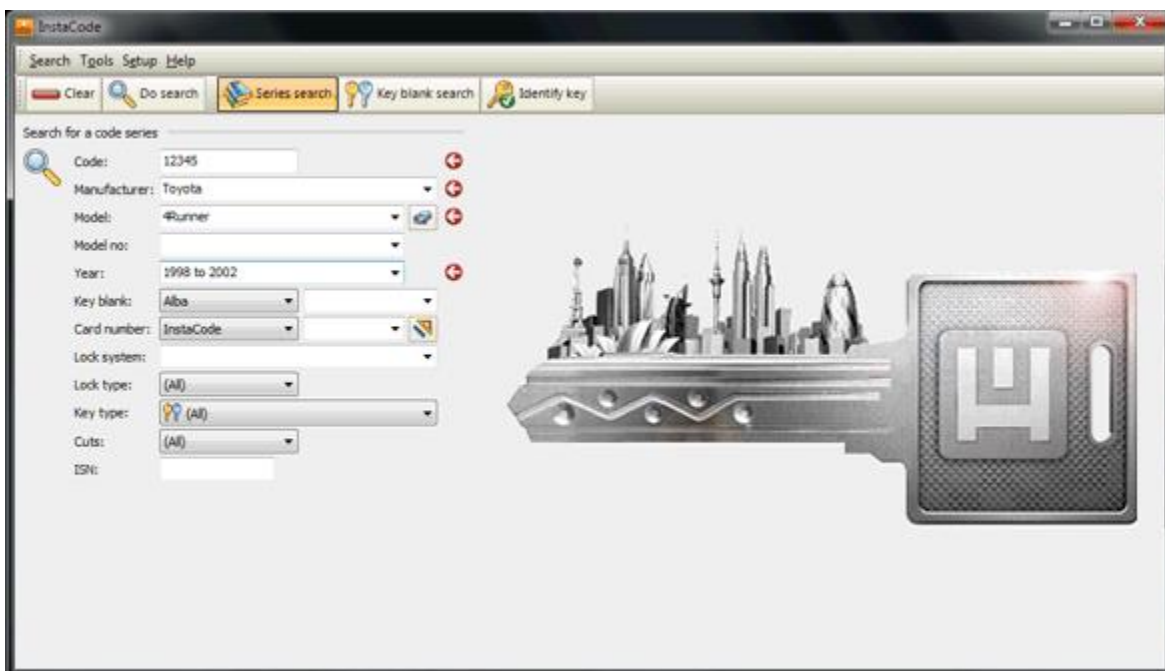 InstaCode
Search Tools Setup Help
Clear Do search Series search Key blank search Identify key
Search for a code series
Code: 12345
Manufacturer: Toyota
Model: 4Runner
Model no:
Year: 1998 to 2002
Key blank: Alba
Card number: InstaCode
Lock system:
Lock type: (All)
Key type: (All)
Cuts: (All)
ISN: